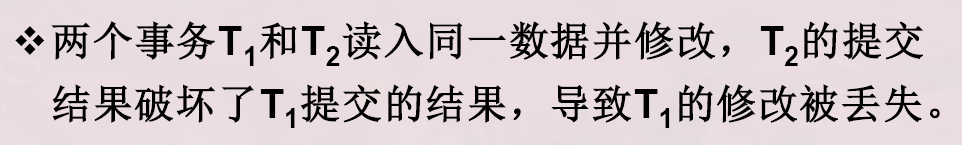 ❖两个事务T₁和T₂读入同一数据并修改，T₂的提交
结果破坏了T₁提交的结果，导致T₁的修改被丢失。